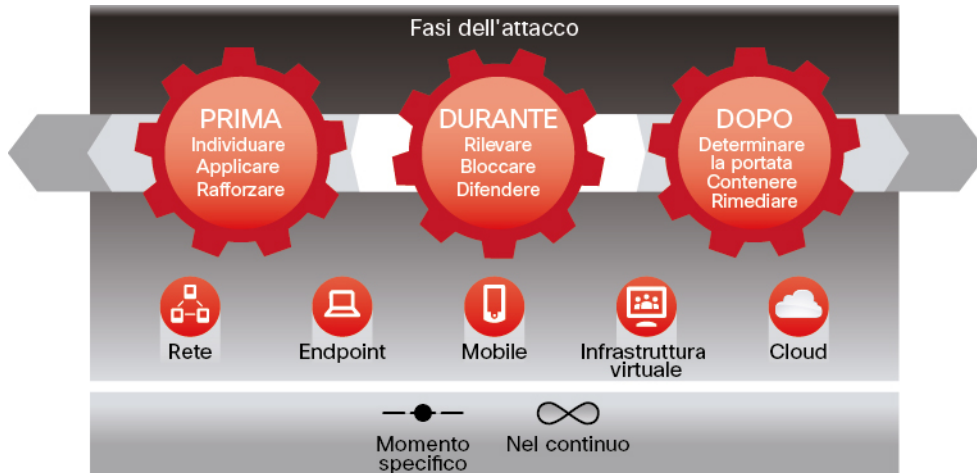 Fasi dell'attacco
PRIMA
Individuare
Applicare
Rafforzare
DURANTE
Rilevare
Bloccare
Difendere
DOPO
Determinare
la portata
Contenere
Rimediare
Rete
Endpoint
Mobile
Infrastruttura
virtuale
Cloud
Momento
specifico
Nel continuo